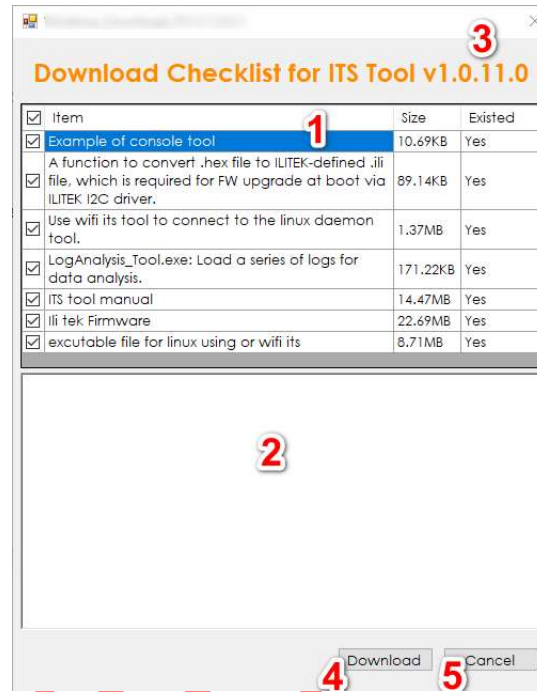 3
Download Checklist for ITS Tool v1.0.11.0
Item Size Existed
1
Example of console tool 10.69KB Yes
A function to convert .hex file to ILITEK-defined .ili
file, which is required for FW upgrade at boot via 89.14KB Yes
ILITEK I2C driver.
Use wifi its tool to connect to the linux daemon
tool. 1.37MB Yes
LogAnalysis_Tool.exe: Load a series of logs for
data analysis. 171.22KB Yes
ITS tool manual 14.47MB Yes
Ili tek Firmware 22.69MB Yes
excutable file for linux using or wifi its 8.71MB Yes
2
Download Cancel
4 5